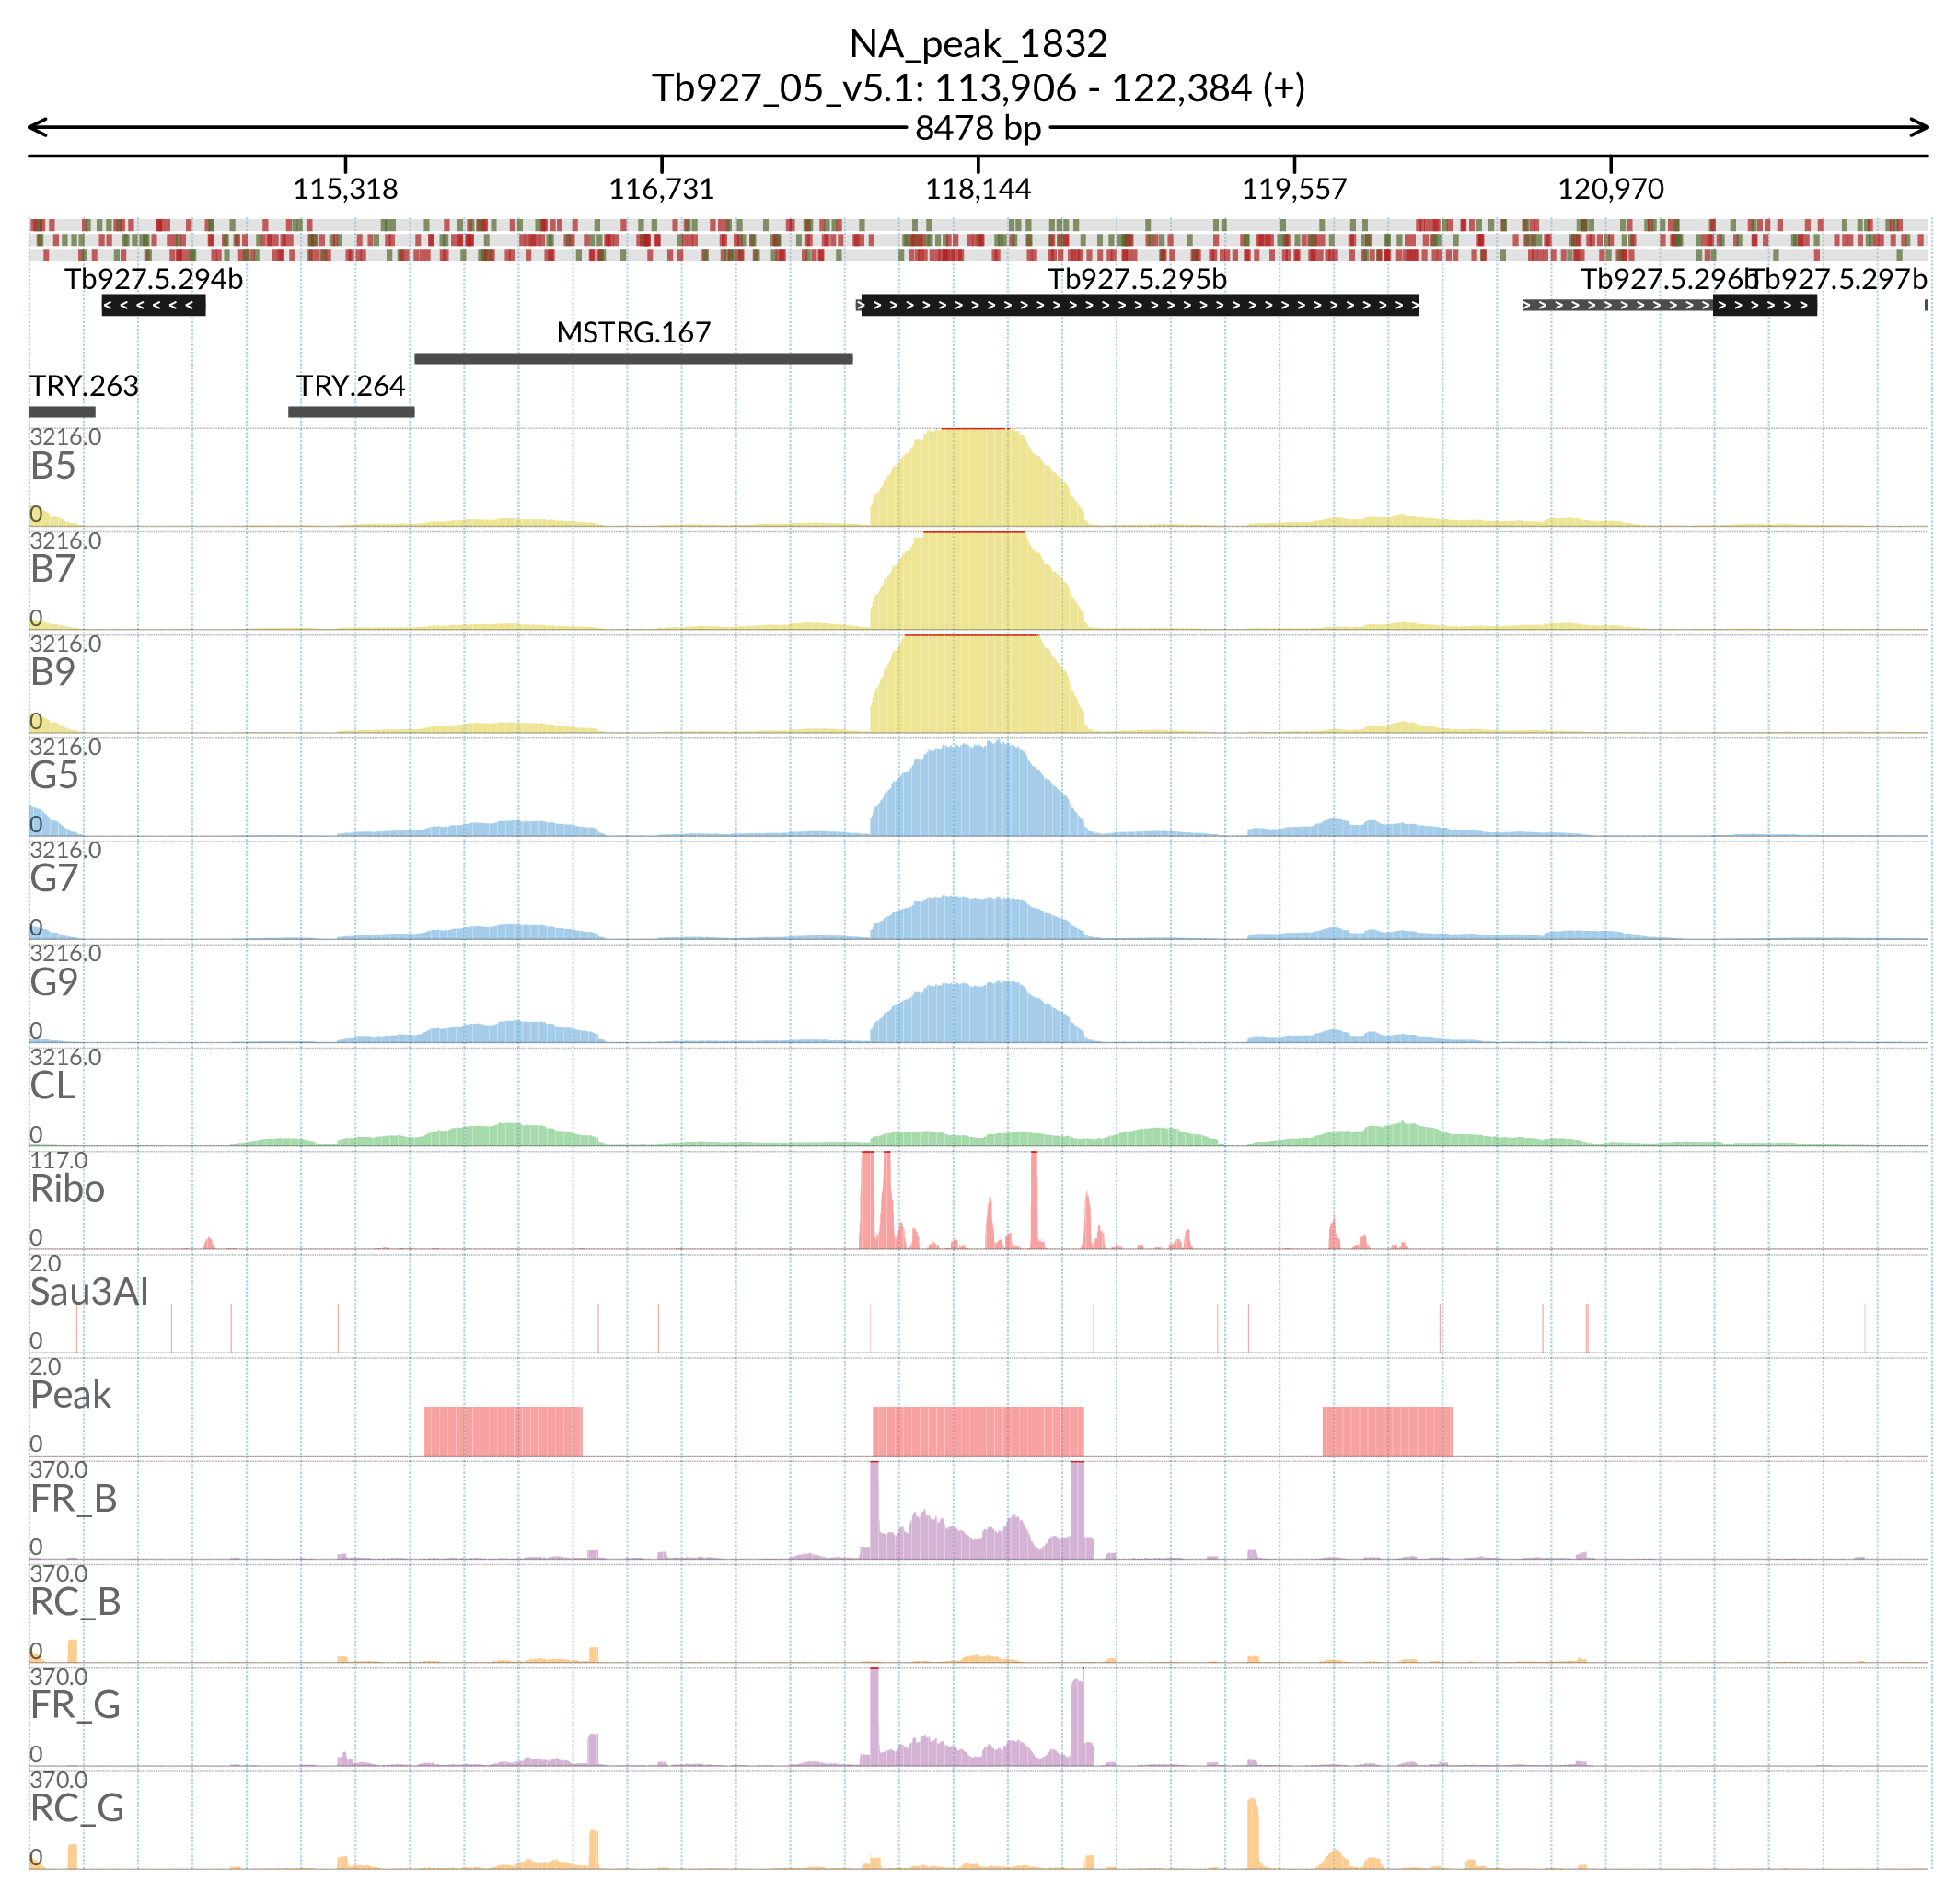 NA_peak_1832
Tb927_05_v5.1: 113,906 - 122,384 (+)
8478 bp
115,318 116,731 118,144 119,557 120,970
Tb927.5.294b Tb927.5.295b Tb927.5.296b Tb927.5.297b
MSTRG.167
TRY.263 TRY.264
3216.0
B5
0
3216.0
B7
0
3216.0
B9
0
3216.0
G5
0
3216.0
G7
0
3216.0
G9
0
3216.0
CL
0
117.0
Ribo
0
2.0
Sau3AI
0
2.0
Peak
0
370.0
FR_B
0
370.0
RC_B
0
370.0
FR_G
0
370.0
RC_G
0